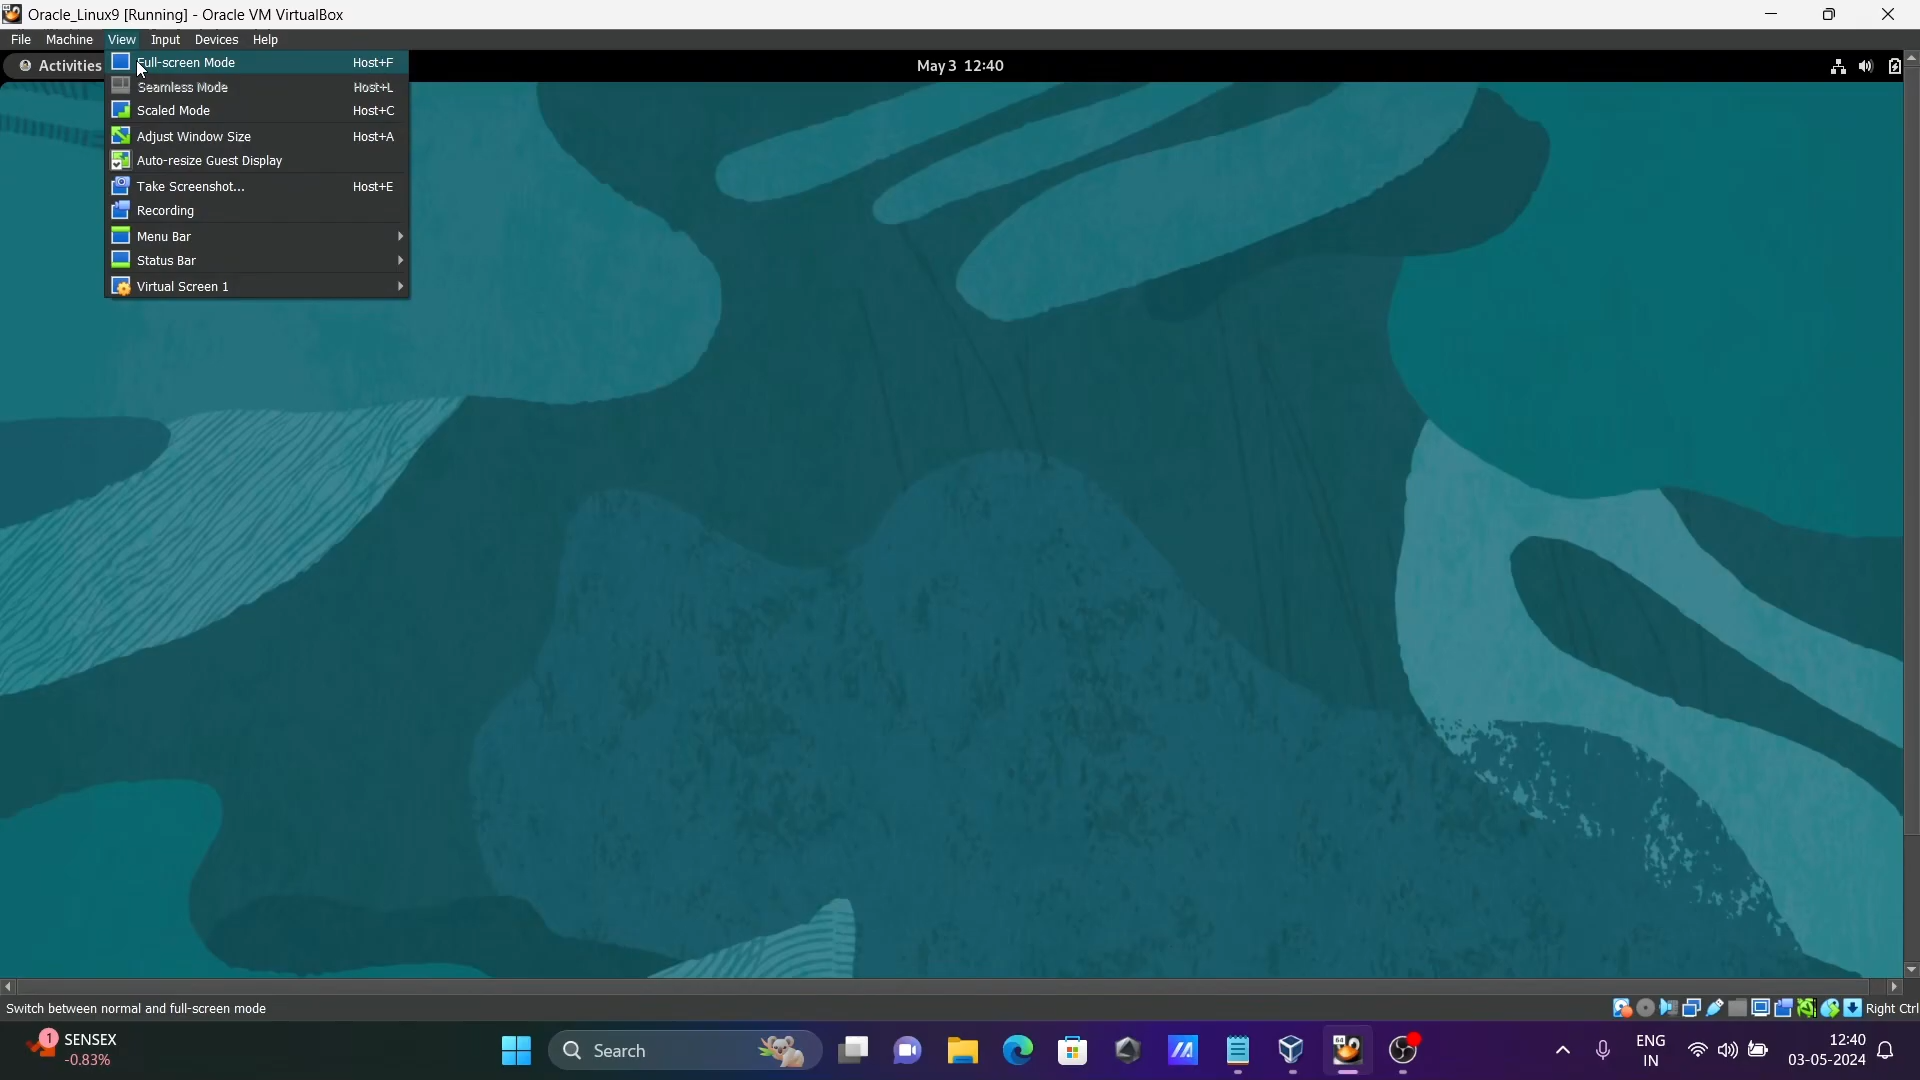 Oracle_Linux9 [Running] - Oracle VM VirtualBox
File Machine View Input Devices Help
Activities
May 3 12:40
Full-screen Mode Host+F
Seamless Mode Host+L
Scaled Mode Host+C
Adjust Window Size Host+A
Auto-resize Guest Display
Take Screenshot... Host+E
Recording
Menu Bar
Status Bar
Virtual Screen 1
Switch between normal and full-screen mode
Right Ctrl
1
SENSEX
-0.83%
Search
ENG
IN
12:40
03-05-2024